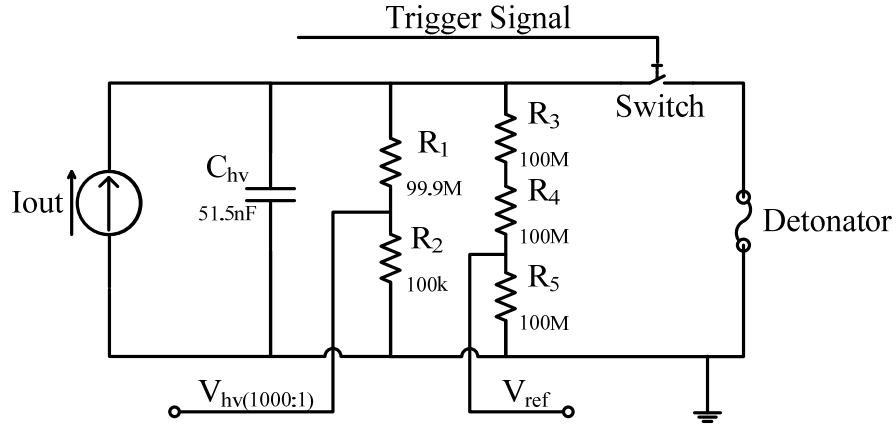 Trigger Signal
Switch
Iout
Chv
51.5nF
R1
99.9M
R2
100k
R3
100M
R4
100M
R5
100M
Detonator
Vhv(1000:1)
Vref